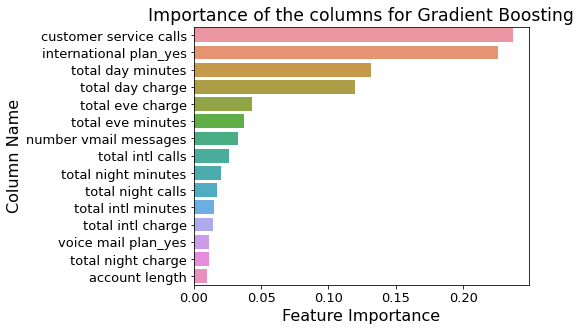 Importance of the columns for Gradient Boosting
customer service calls
international plan_yes
total day minutes
total day charge
total eve charge
total eve minutes
number vmail messages
total intl calls
total night minutes
total night calls
total intl minutes
total intl charge
voice mail plan_yes
total night charge
account length
Column Name
0.00 0.05 0.10 0.15 0.20
Feature Importance